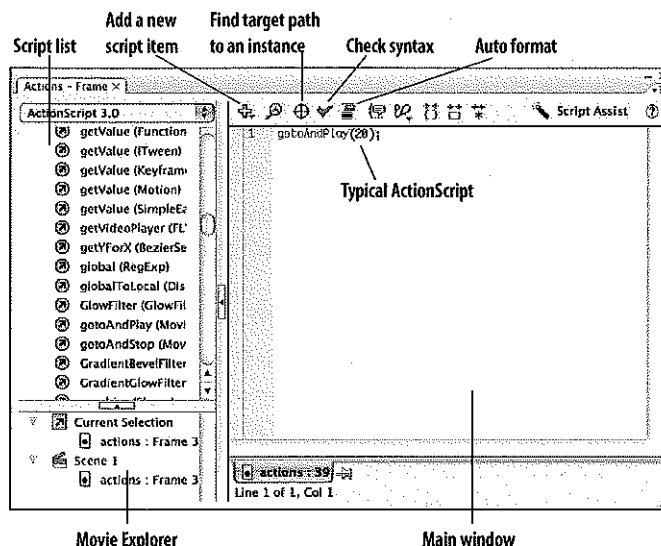 Script list
Add a new
script item
Find target path
to an instance
Check syntax
Auto format
Actions - Frame ×
ActionScript 3.0
Script Assist
getValue (Function
getValue (ITween)
getValue (Keyfram
getValue (Motion)
getValue (SimpleEa
getVideoPlayer (FL'
getYForX (BezierSe
global (RegExp)
globalToLocal (Dis
GlowFilter (GlowFil
gotoAndPlay (Movi
gotoAndStop (Mov
GradientBevelFilter
GradientGlowFilter
1 gotoAndPlay(20);
Typical ActionScript
Current Selection
actions : Frame 3
Scene 1
actions : Frame 3
actions : 39
Line 1 of 1, Col 1
Movie Explorer
Main window